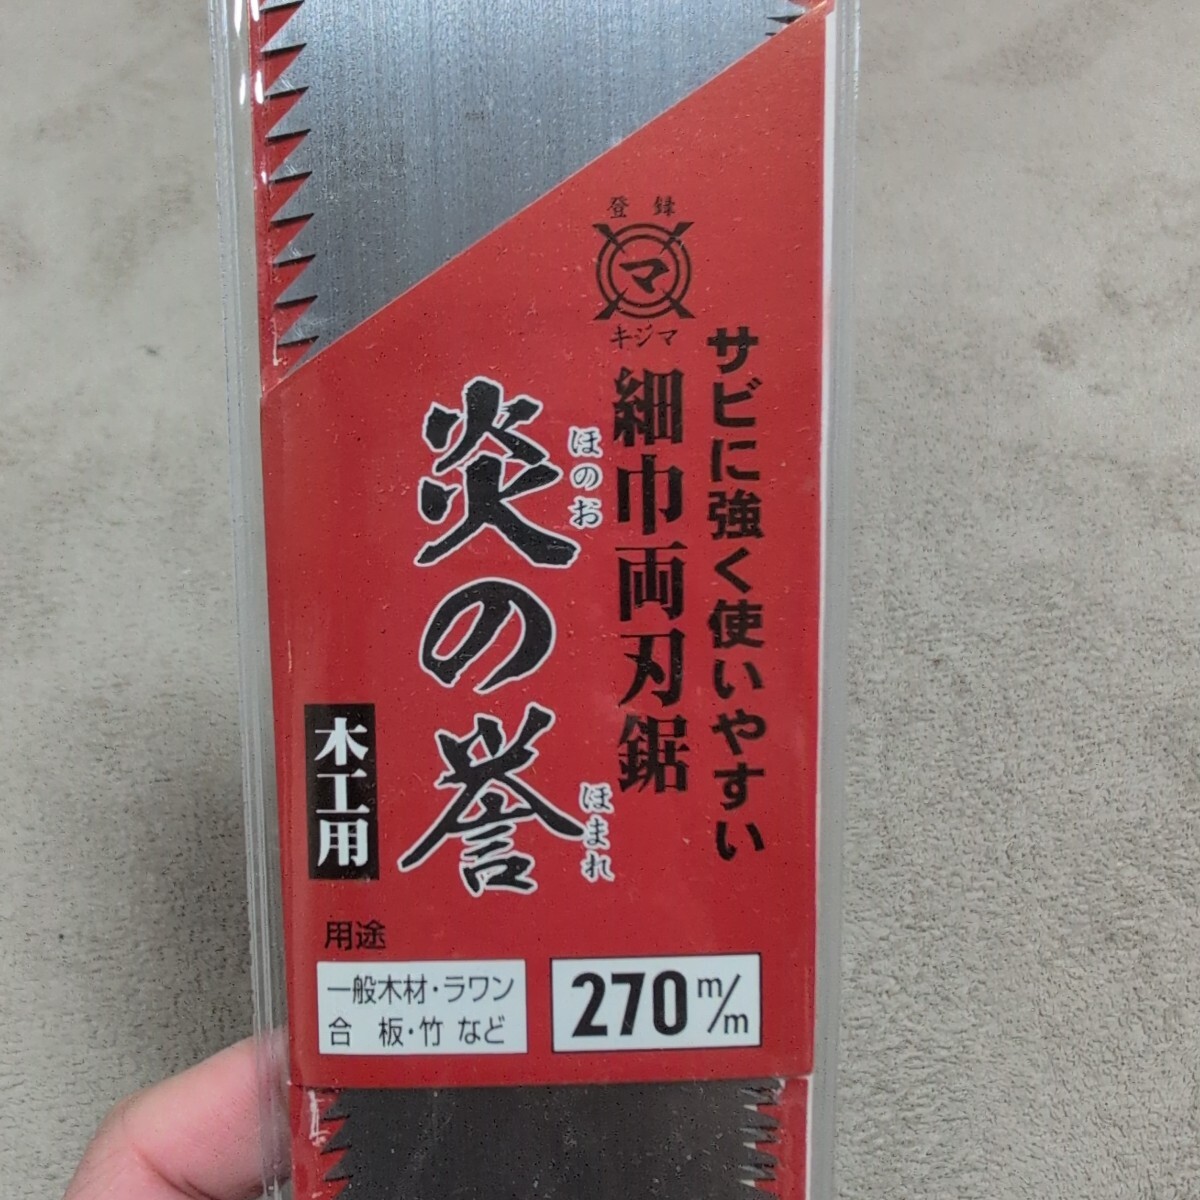 登録
マ
キジマ
サビに強く使いやすい
細巾両刃鋸
炎の誉
ほのお
ほまれ
木工用
用途
一般木材・ラワン
合板・竹など
270m/m